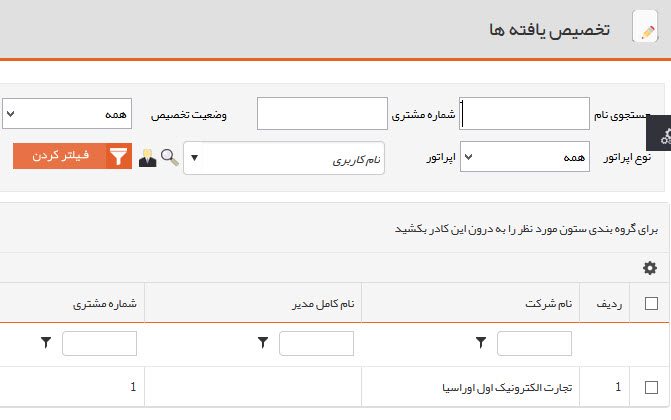 تخصیص یافته ها
جستجوی نام شماره مشتری وضعیت تخصیص همه
نوع اپراتور همه اپراتور نام کاربری فیلتر کردن
برای گروه بندی ستون مورد نظر را به درون این کادر بکشید
ردیف نام شرکت نام کامل مدیر شماره مشتری
1 تجارت الکترونیک اول اوراسیا 1